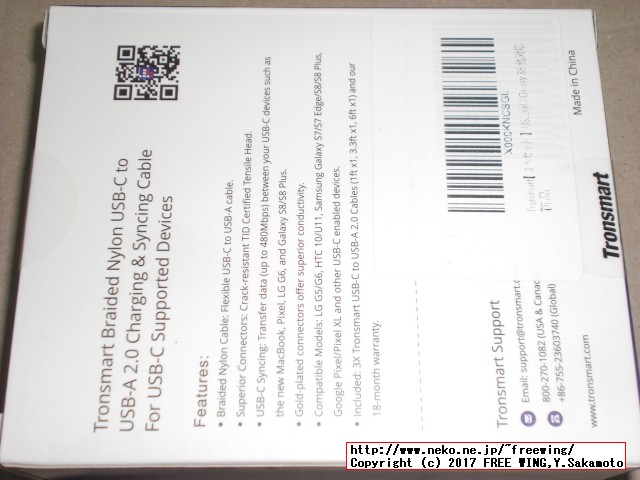 Tronsmart Braided Nylon USB-C to
USB-A 2.0 Charging & Syncing Cable
For USB-C Supported Devices
Features:
• Braided Nylon Cable: Flexible USB-C to USB-A cable.
• Superior Connectors: Crack-resistant TID Certified Tensile Head.
• USB-C Syncing: Transfer data (up to 480Mbps) between your USB-C devices such as
the new MacBook, Pixel, LG G6, and Galaxy S8/S8 Plus.
• Gold-plated connectors offer superior conductivity.
• Compatible Models: LG G5/G6, HTC 10/U11, Samsung Galaxy S7/S7 Edge/S8/S8 Plus,
Google Pixel/Pixel XL and other USB-C enabled devices.
• Included: 3X Tronsmart USB-C to USB-A 2.0 Cables (1ft x1, 3.3ft x1, 6ft x1) and our
18-month warranty.
Tronsmart Support
Email: support@tronsmart.c
800-270-1082 (USA & Canad
+86-755-23603740 (Global)
www.tronsmart.com
Tronsmart
Made in China
Tronsmart
新品
http://www.neko.ne.jp/~freewing/
Copyright (c) 2017 FREE WING,Y.Sakamoto